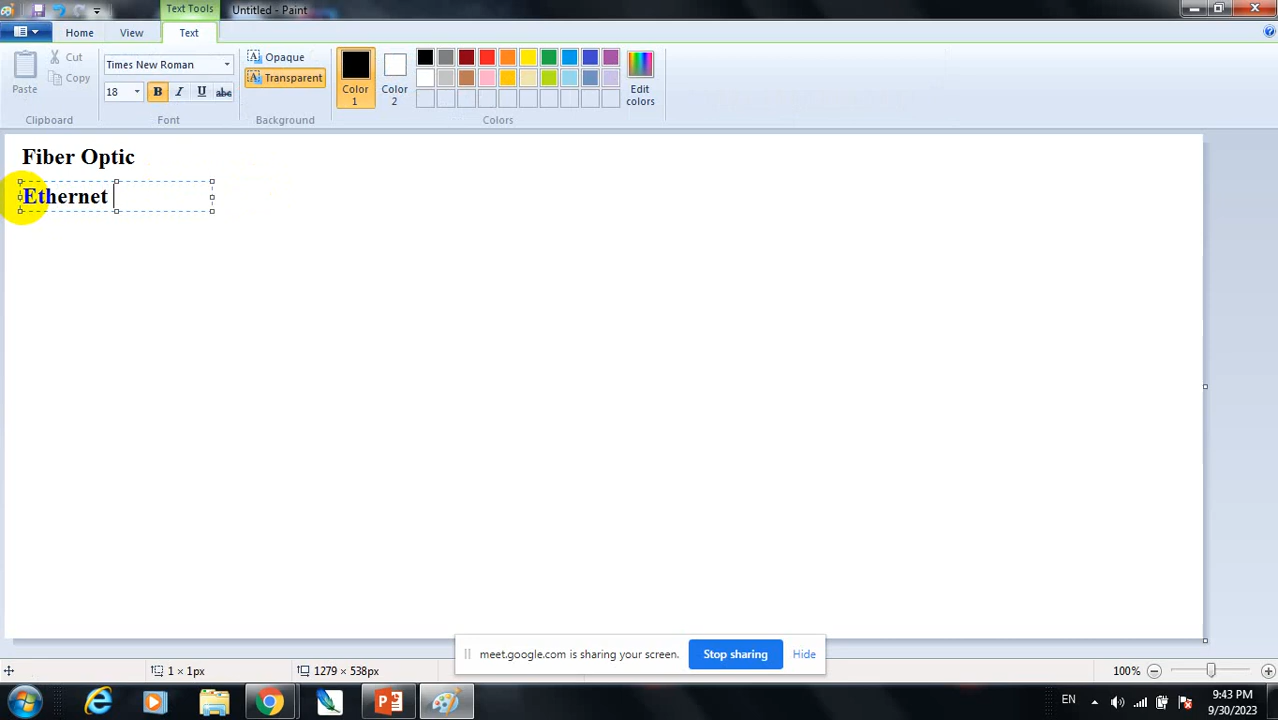 Text Tools
Untitled - Paint
Home
View
Text
Paste
Cut
Copy
Clipboard
Times New Roman
18
B
I
U
abc
Font
Opaque
Transparent
Background
Color 1
Color 2
Edit colors
Colors
Fiber Optic
Ethernet
meet.google.com is sharing your screen.
Stop sharing
Hide
1 × 1px
1279 × 538px
100%
EN
9:43 PM
9/30/2023